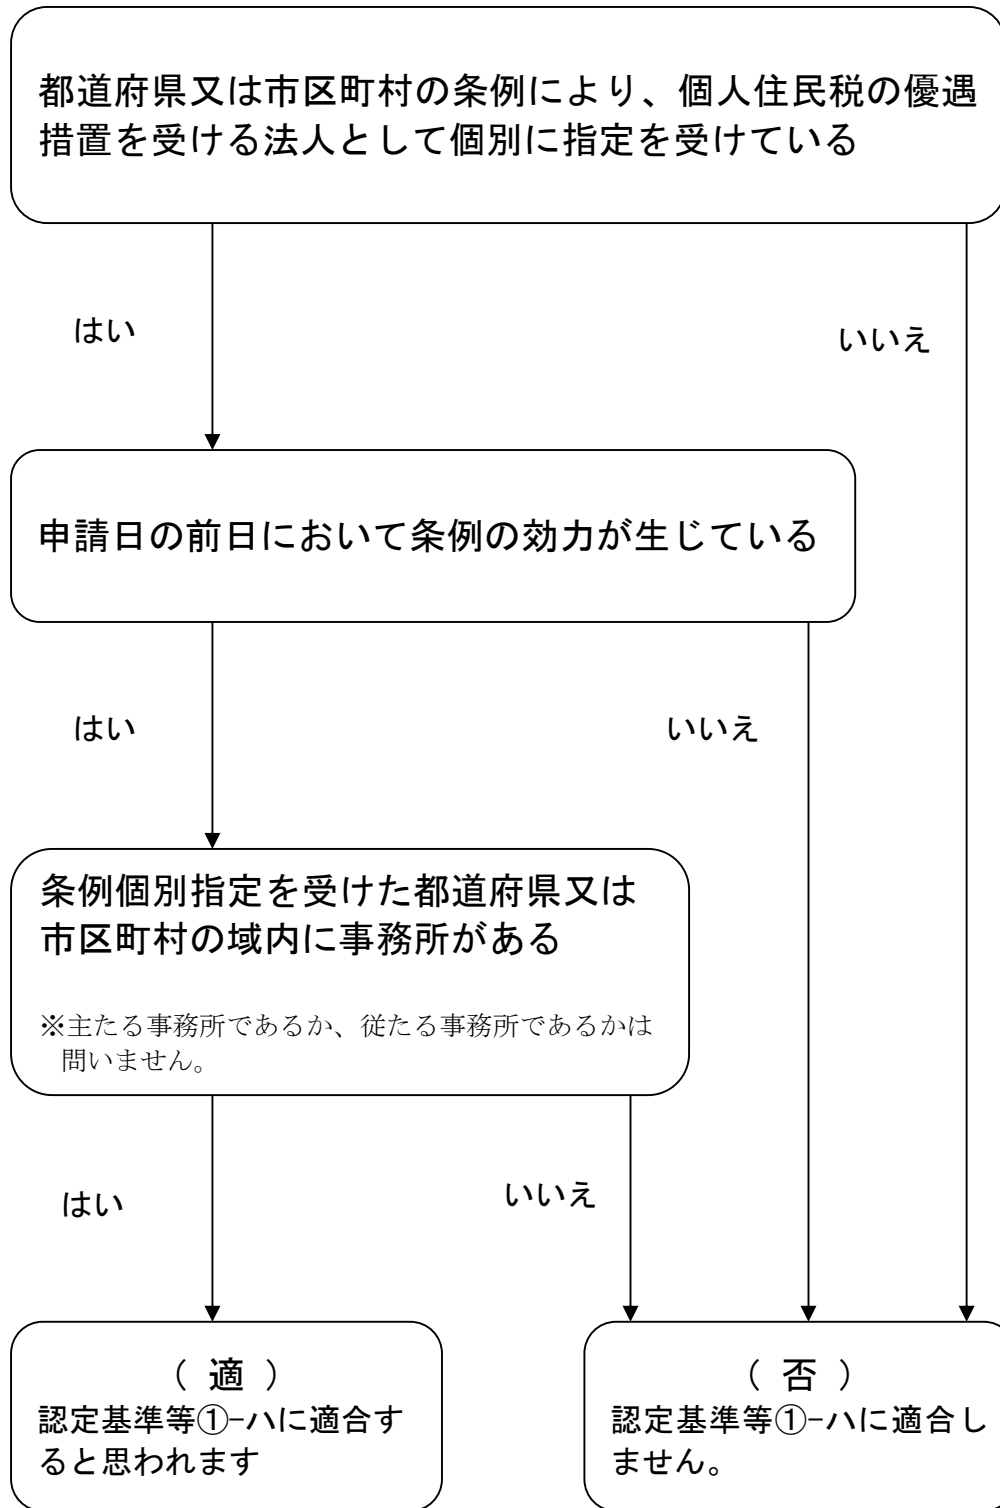 都道府県又は市区町村の条例により、個人住民税の優遇
措置を受ける法人として個別に指定を受けている
はい
いいえ
申請日の前日において条例の効力が生じている
はい
いいえ
条例個別指定を受けた都道府県又は
市区町村の域内に事務所がある
※主たる事務所であるか、従たる事務所であるかは
問いません。
はい
いいえ
（ 適 ）
認定基準等①-ハに適合す
ると思われます
（ 否 ）
認定基準等①-ハに適合し
ません。